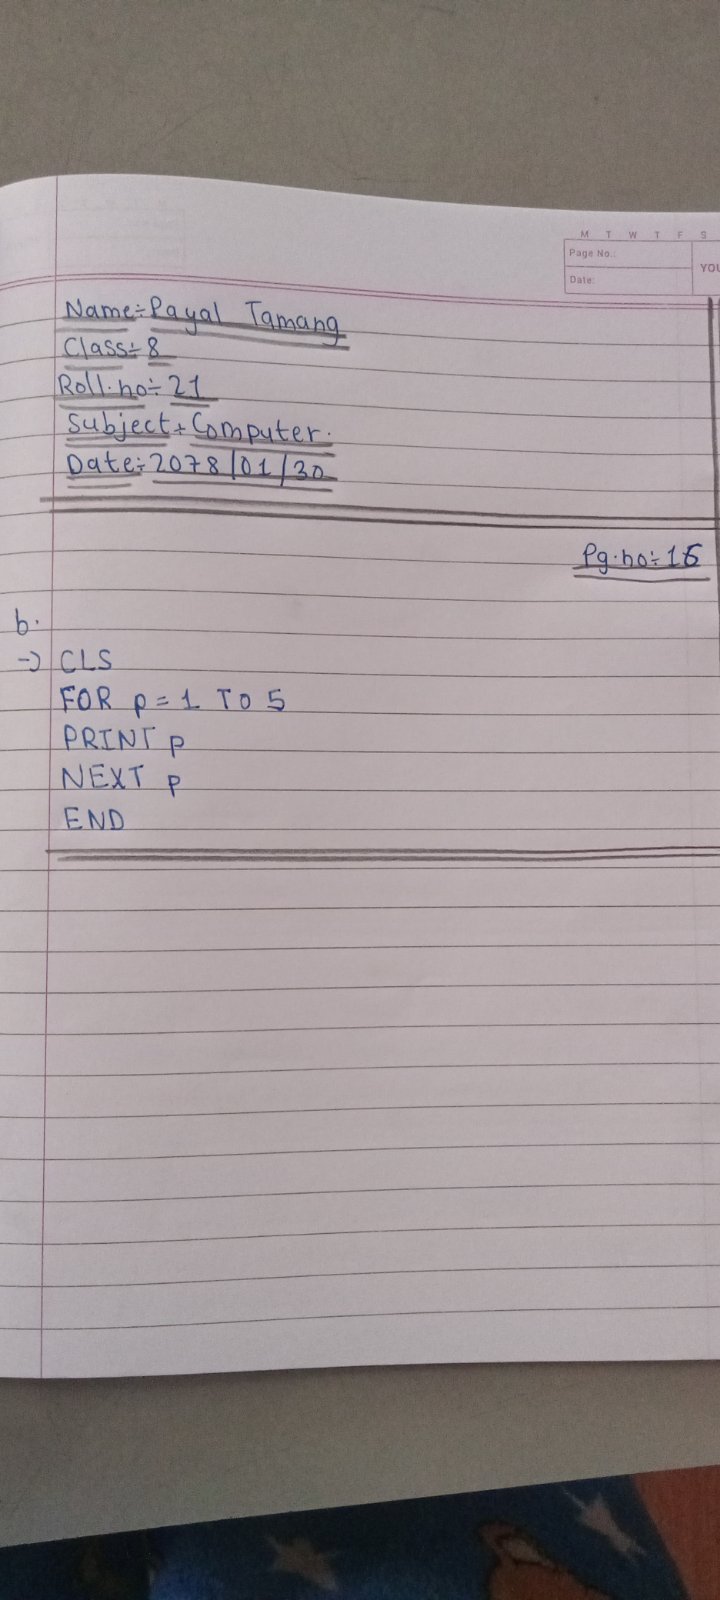 M T W T F S
Page No.:
YOU
Date:
Name:- Payal Tamang
Class:- 8
Roll.no:- 21
Subject:- Computer.
Date:- 2078/01/30
Pg.no:- 16
b.
-> CLS
FOR p = 1 TO 5
PRINT p
NEXT p
END